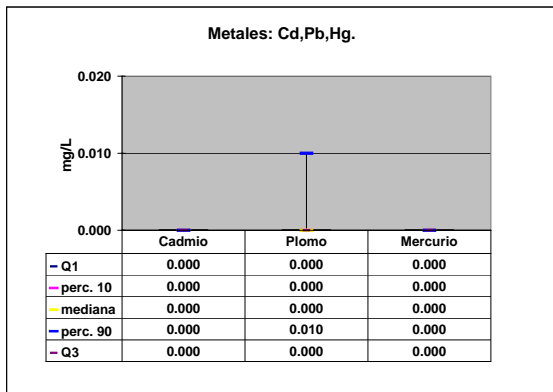 Metales: Cd,Pb,Hg.
0.020
0.010
0.000
mg/L
Cadmio Plomo Mercurio
Q1 0.000 0.000 0.000
perc. 10 0.000 0.000 0.000
mediana 0.000 0.000 0.000
perc. 90 0.000 0.010 0.000
Q3 0.000 0.000 0.000